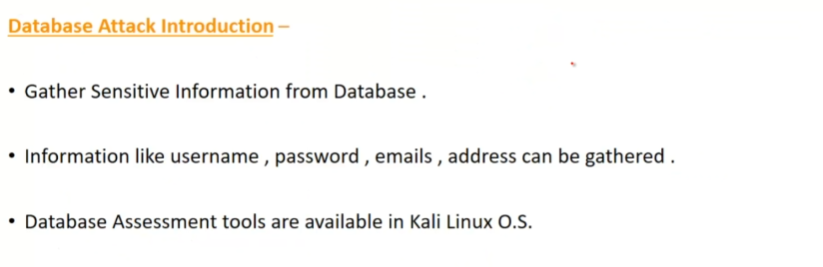 Database Attack Introduction –
• Gather Sensitive Information from Database .
• Information like username , password , emails , address can be gathered .
• Database Assessment tools are available in Kali Linux O.S.